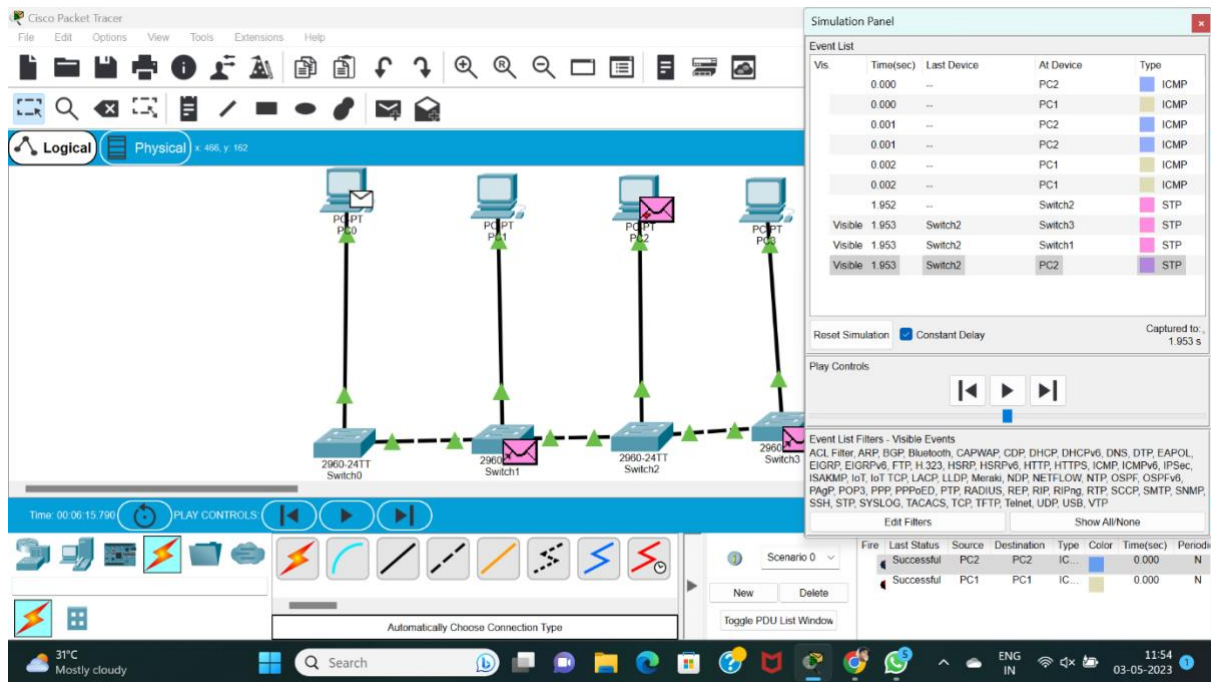 Cisco Packet Tracer
File Edit Options View Tools Extensions Help
Logical Physical x: 466, y: 162
PC-PT
PC0
PC-PT
PC1
PC-PT
PC2
PC-PT
2960-24TT
Switch0
Switch1
2960-24TT
Switch2
Switch3
Simulation Panel
Event List
Vis. Time(sec) Last Device At Device Type
0.000 -- PC2 ICMP
0.000 -- PC1 ICMP
0.001 -- PC2 ICMP
0.001 -- PC2 ICMP
0.002 -- PC1 ICMP
0.002 -- PC1 ICMP
1.952 -- Switch2 STP
Visible 1.953 Switch2 Switch3 STP
Visible 1.953 Switch2 Switch1 STP
Visible 1.953 Switch2 PC2 STP
Reset Simulation Constant Delay Captured to:
1.953 s
Play Controls
Event List Filters - Visible Events
ACL Filter, ARP, BGP, Bluetooth, CAPWAP, CDP, DHCP, DHCPv6, DNS, DTP, EAPOL,
EIGRP, EIGRPv6, FTP, H.323, HSRP, HSRPv6, HTTP, HTTPS, ICMP, ICMPv6, IPSec,
ISAKMP, IoT, IoT TCP, LACP, LLDP, Meraki, NDP, NETFLOW, NTP, OSPF, OSPFv6,
PAgP, POP3, PPP, PPPoED, PTP, RADIUS, REP, RIP, RIPng, RTP, SCCP, SMTP, SNMP,
SSH, STP, SYSLOG, TACACS, TCP, TFTP, Telnet, UDP, USB, VTP
Edit Filters Show All/None
Time: 00:06:15.790 PLAY CONTROLS:
Automatically Choose Connection Type
Scenario 0
New Delete
Toggle PDU List Window
Fire Last Status Source Destination Type Color Time(sec) Periodi
Successful PC2 PC2 IC... 0.000 N
Successful PC1 PC1 IC... 0.000 N
31°C
Mostly cloudy
Search
5
ENG
IN
11:54
03-05-2023
1